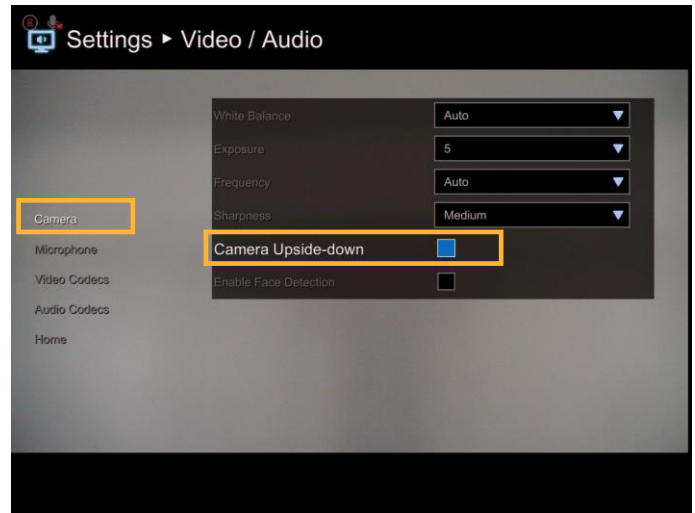 Settings ► Video / Audio
White Balance Auto
Exposure 5
Frequency Auto
Camera
Sharpness Medium
Microphone
Camera Upside-down
Video Codecs
Enable Face Detection
Audio Codecs
Home